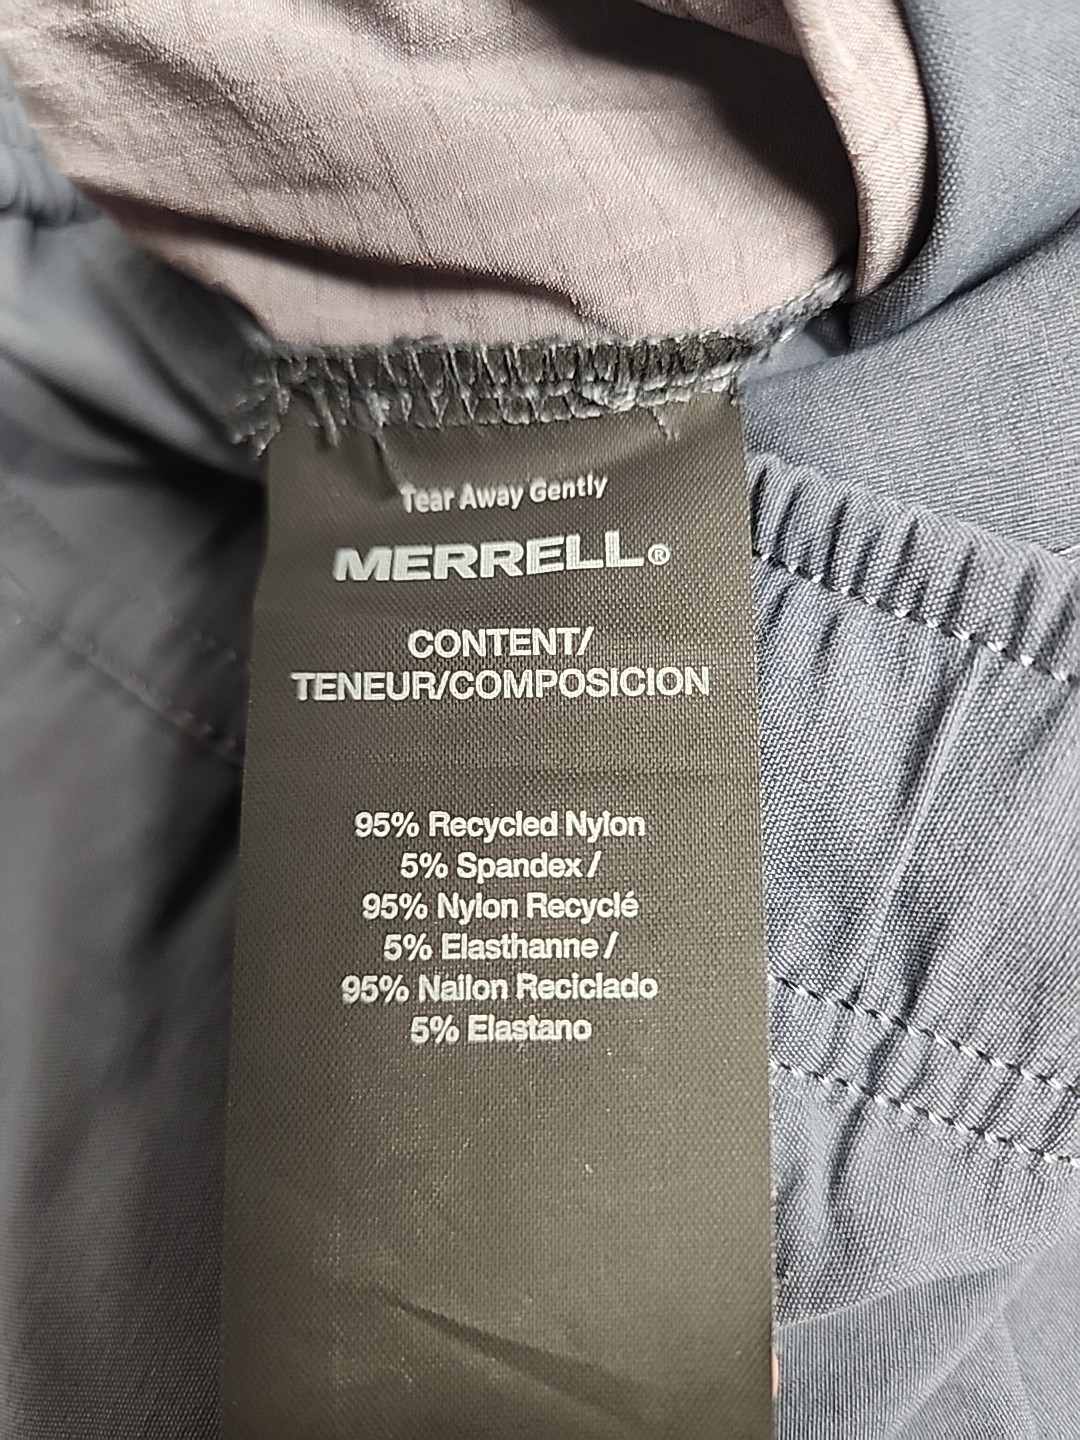 Tear Away Gently
MERRELL®
CONTENT/
TENEUR/COMPOSICION
95% Recycled Nylon
5% Spandex /
95% Nylon Recyclé
5% Elasthanne /
95% Nailon Reciclado
5% Elastano